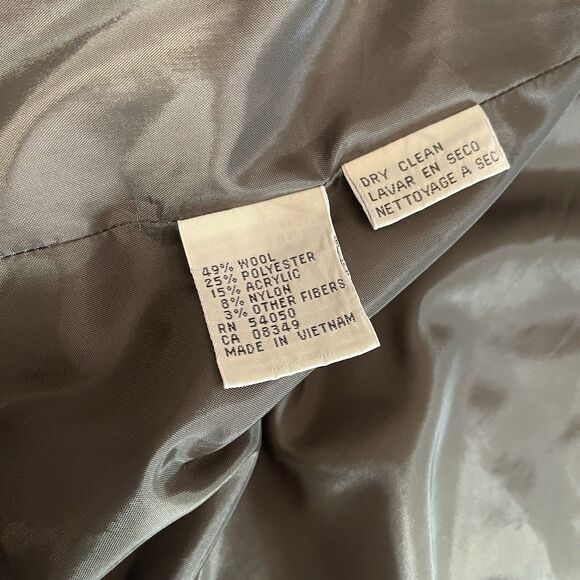 49% WOOL
25% POLYESTER
15% ACRYLIC
8% NYLON
3% OTHER FIBERS
RN 54050
CA 08349
MADE IN VIETNAM
DRY CLEAN
LAVAR EN SECO
NETTOYAGE A SEC